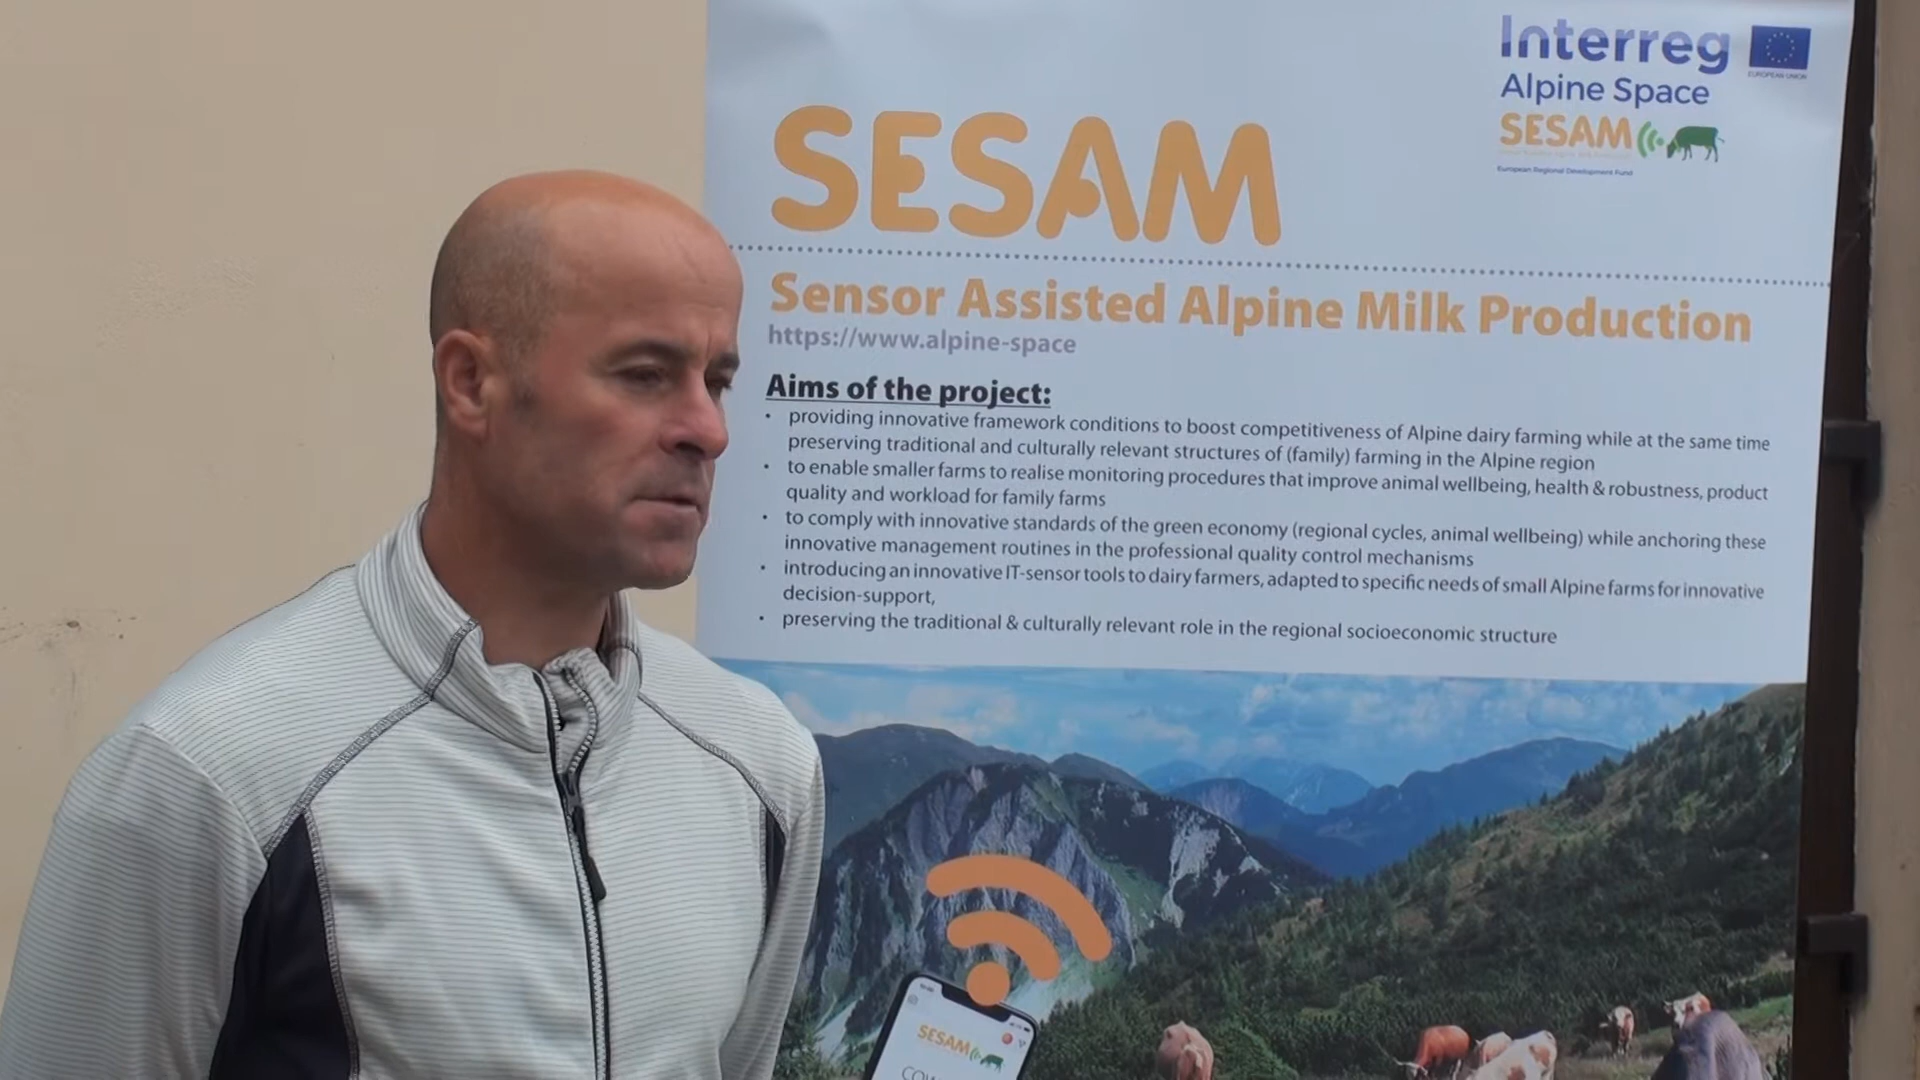 Interreg
EUROPEAN UNION
Alpine Space
SESAM
European Regional Development Fund
SESAM
Sensor Assisted Alpine Milk Production
https://www.alpine-space
Aims of the project:
• providing innovative framework conditions to boost competitiveness of Alpine dairy farming while at the same time
preserving traditional and culturally relevant structures of (family) farming in the Alpine region
• to enable smaller farms to realise monitoring procedures that improve animal wellbeing, health & robustness, product
quality and workload for family farms
• to comply with innovative standards of the green economy (regional cycles, animal wellbeing) while anchoring these
innovative management routines in the professional quality control mechanisms
• introducing an innovative IT-sensor tools to dairy farmers, adapted to specific needs of small Alpine farms for innovative
decision-support,
• preserving the traditional & culturally relevant role in the regional socioeconomic structure
SESAM